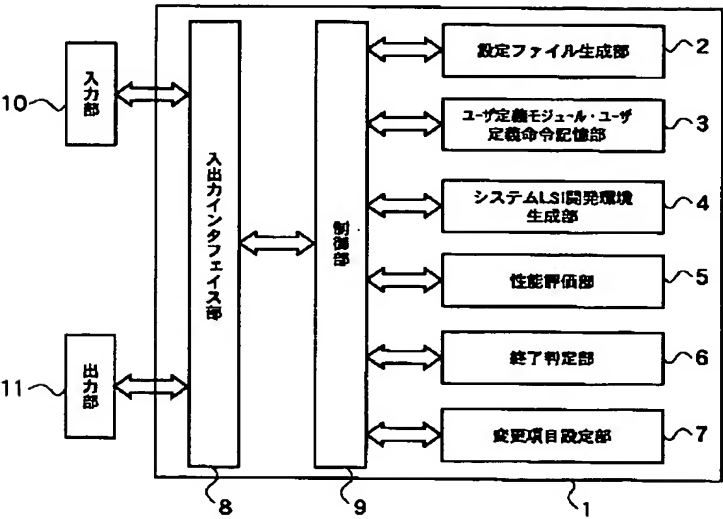 設定ファイル生成部
2
10
入力部
ユーザ定義モジュール・ユーザ
定義命令記憶部
3
入出力インタフェイス部
制御部
システムLSI開発環境
生成部
4
性能評価部
5
11
出力部
終了判定部
6
変更項目設定部
7
8
9
1